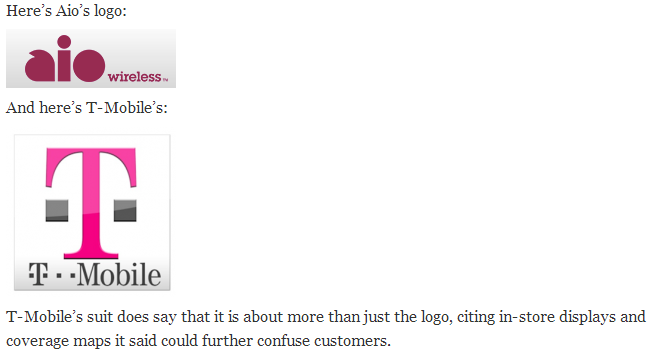 Here’s Aio’s logo:
aio wireless™
And here’s T-Mobile’s:
T
T · · Mobile
T-Mobile’s suit does say that it is about more than just the logo, citing in-store displays and
coverage maps it said could further confuse customers.